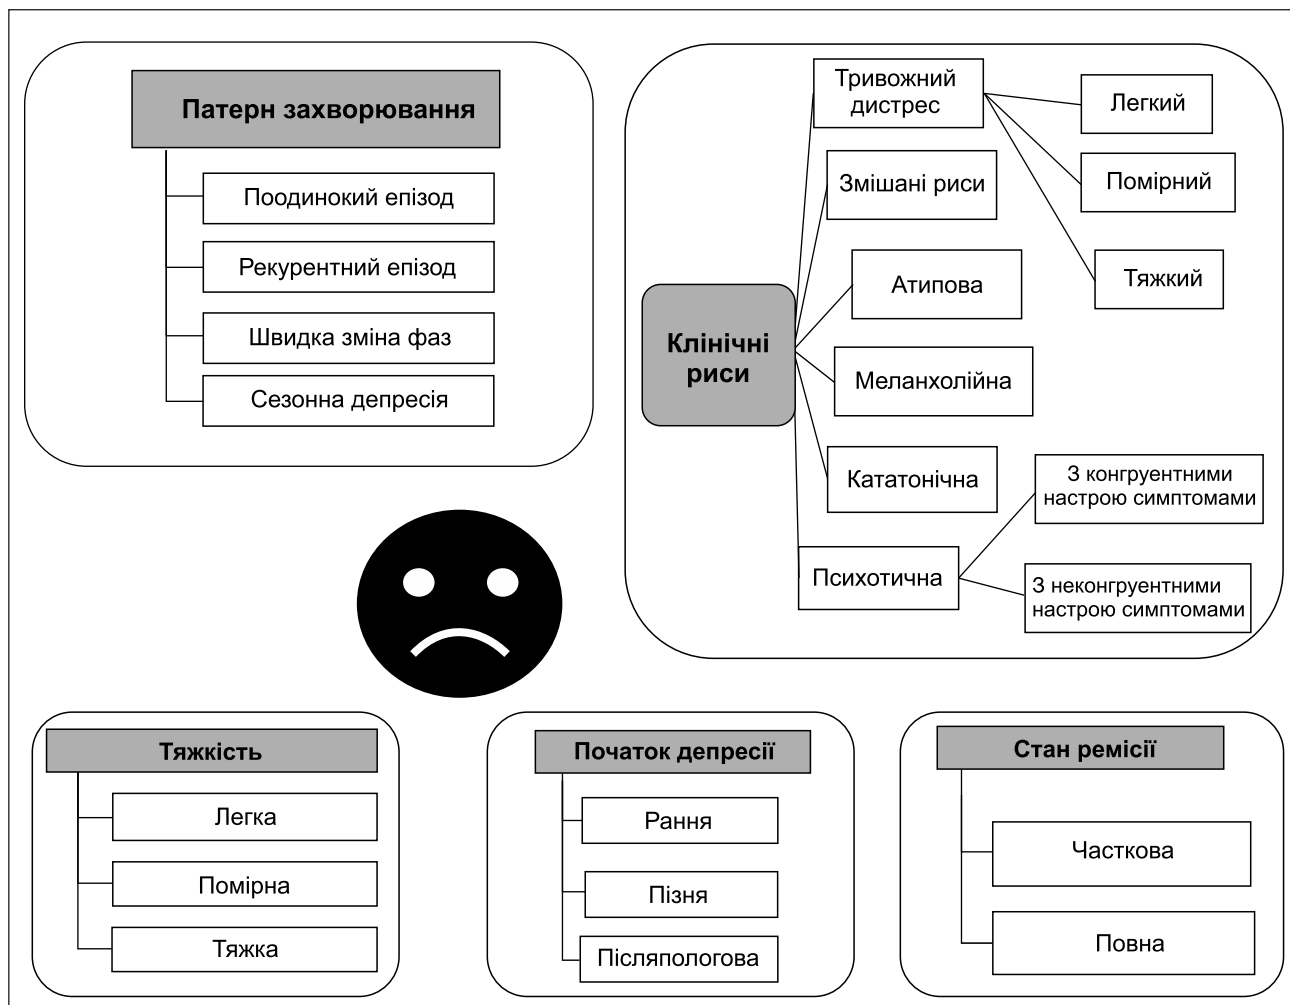 Патерн захворювання
Поодинокий епізод
Рекурентний епізод
Швидка зміна фаз
Сезонна депресія
Клінічні
риси
Тривожний
дистрес
Легкий
Помірний
Тяжкий
Змішані риси
Атипова
Меланхолійна
Кататонічна
Психотична
З конгруентними
настрою симптомами
З неконгруентними
настрою симптомами
Тяжкість
Легка
Помірна
Тяжка
Початок депресії
Рання
Пізня
Післяпологова
Стан ремісії
Часткова
Повна